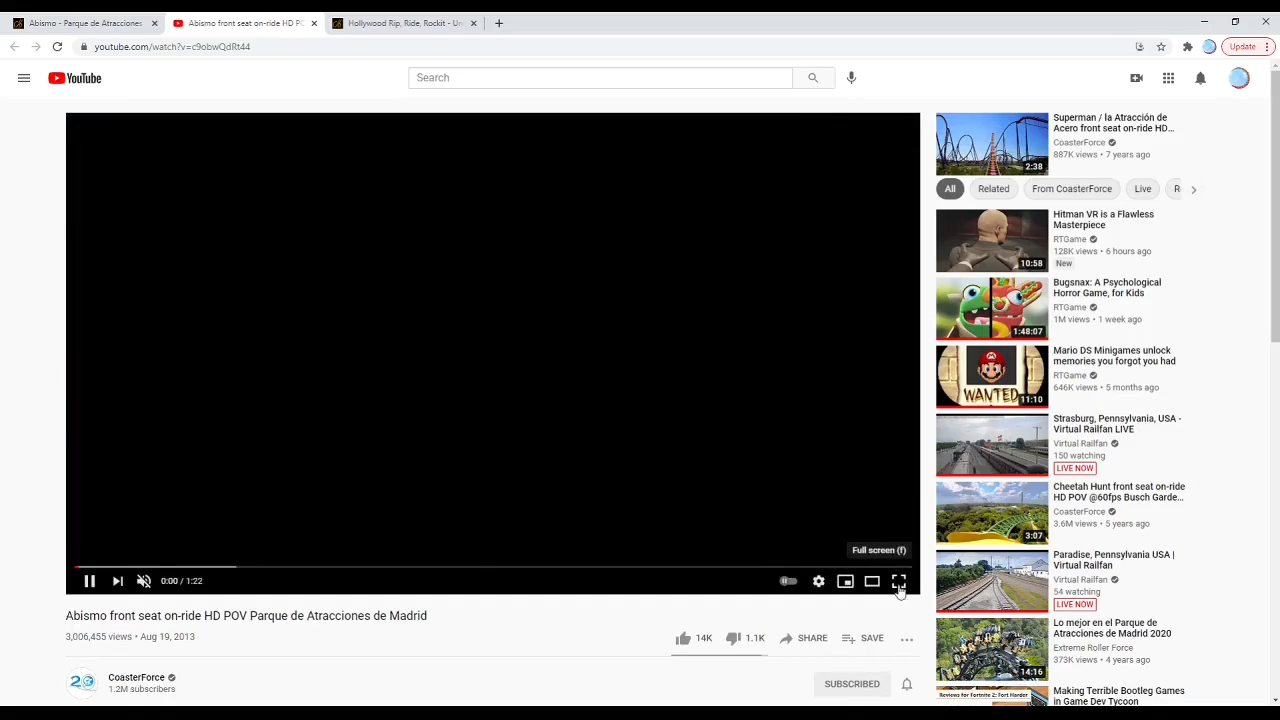 Abismo - Parque de Atracciones
Abismo front seat on-ride HD PO
Hollywood Rip, Ride, Rockit - Uni
youtube.com/watch?v=c9obwQdRt44
Update
YouTube
Search
Full screen (f)
0:00 / 1:22
Abismo front seat on-ride HD POV Parque de Atracciones de Madrid
3,006,455 views • Aug 19, 2013
14K
1.1K
SHARE
SAVE
CoasterForce
1.2M subscribers
SUBSCRIBED
Superman / la Atracción de
Acero front seat on-ride HD...
CoasterForce
887K views • 7 years ago
2:38
All
Related
From CoasterForce
Live
Hitman VR is a Flawless
Masterpiece
RTGame
128K views • 6 hours ago
New
10:58
Bugsnax: A Psychological
Horror Game, for Kids
RTGame
1M views • 1 week ago
1:48:07
Mario DS Minigames unlock
memories you forgot you had
RTGame
646K views • 5 months ago
WANTED
11:10
Strasburg, Pennsylvania, USA -
Virtual Railfan LIVE
Virtual Railfan
150 watching
LIVE NOW
Cheetah Hunt front seat on-ride
HD POV @60fps Busch Garde...
CoasterForce
3.6M views • 5 years ago
3:07
Paradise, Pennsylvania USA |
Virtual Railfan
Virtual Railfan
54 watching
LIVE NOW
Lo mejor en el Parque de
Atracciones de Madrid 2020
Extreme Roller Force
373K views • 4 years ago
14:16
Making Terrible Bootleg Games
in Game Dev Tycoon
Reviews for Fortnite 2: Fort Harder